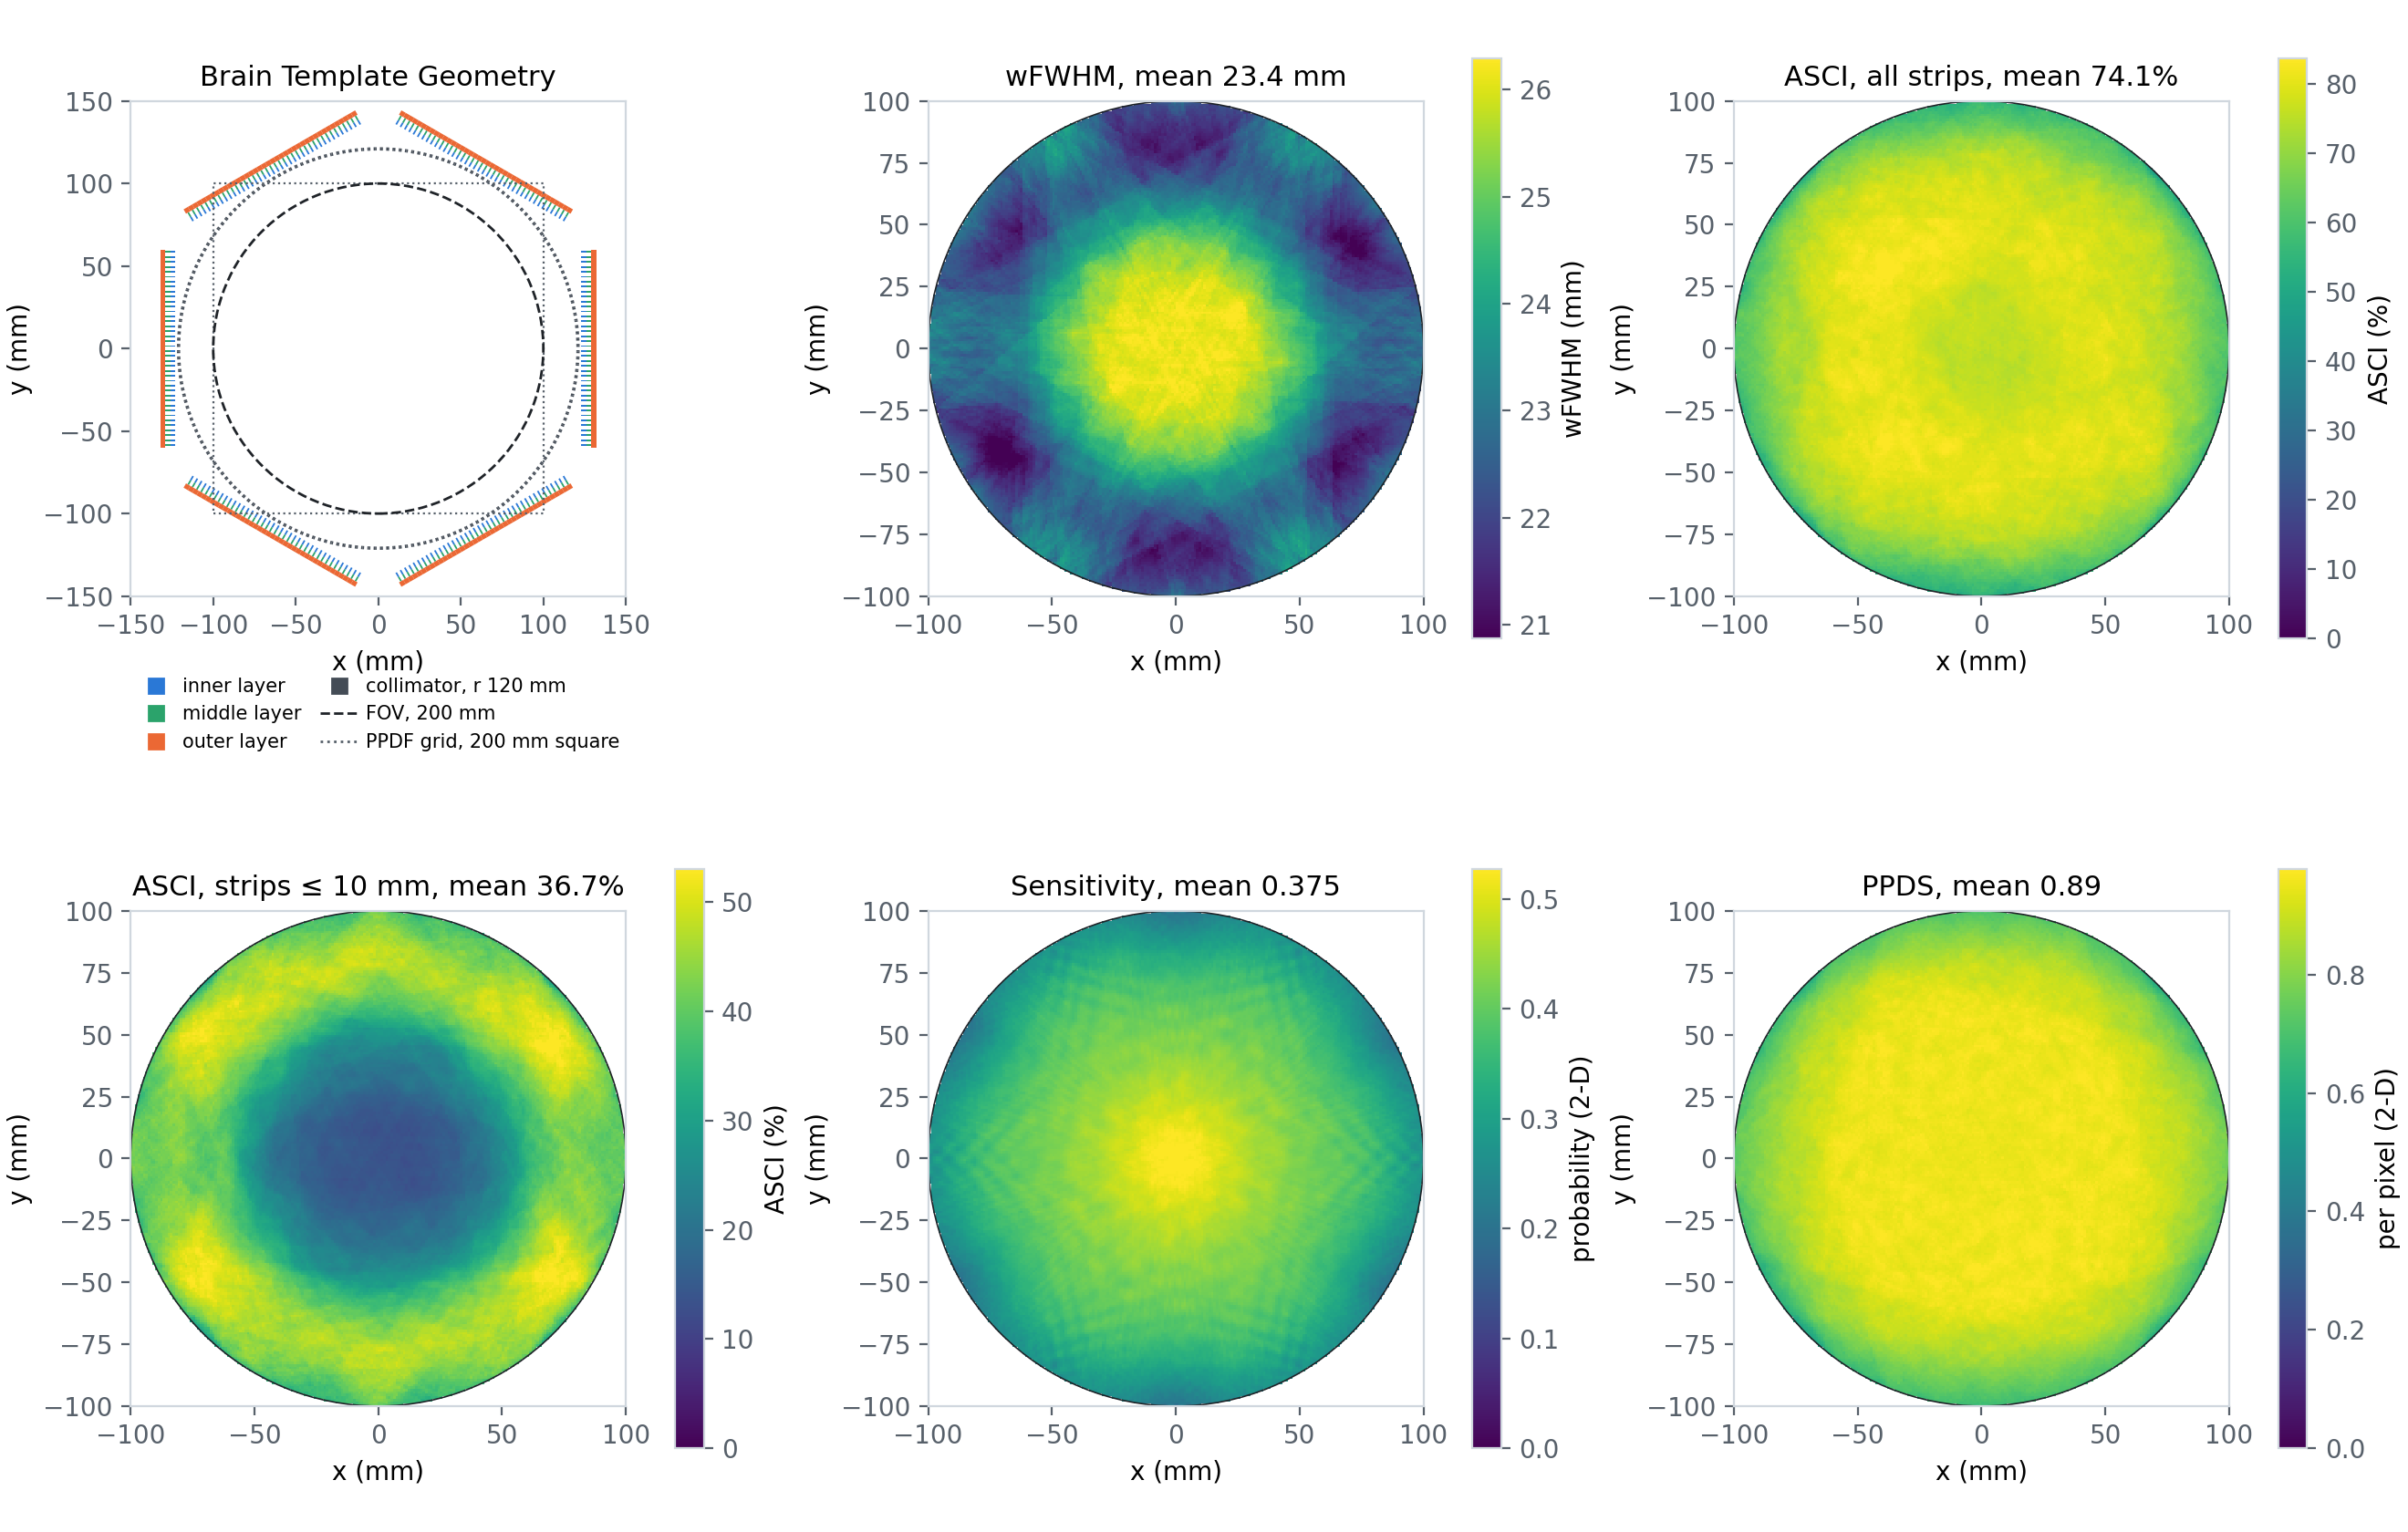 Brain Template Geometry
150
100
50
0
−50
−100
−150
−150 −100 −50 0 50 100 150
y (mm)
x (mm)
inner layer
middle layer
outer layer
collimator, r 120 mm
FOV, 200 mm
PPDF grid, 200 mm square
wFWHM, mean 23.4 mm
100
75
50
25
0
−25
−50
−75
−100
−100 −50 0 50 100
y (mm)
x (mm)
26
25
24
23
22
21
wFWHM (mm)
ASCI, all strips, mean 74.1%
100
75
50
25
0
−25
−50
−75
−100
−100 −50 0 50 100
y (mm)
x (mm)
80
70
60
50
40
30
20
10
0
ASCI (%)
ASCI, strips ≤ 10 mm, mean 36.7%
100
75
50
25
0
−25
−50
−75
−100
−100 −50 0 50 100
y (mm)
x (mm)
50
40
30
20
10
0
ASCI (%)
Sensitivity, mean 0.375
100
75
50
25
0
−25
−50
−75
−100
−100 −50 0 50 100
y (mm)
x (mm)
0.5
0.4
0.3
0.2
0.1
0.0
probability (2-D)
PPDS, mean 0.89
100
75
50
25
0
−25
−50
−75
−100
−100 −50 0 50 100
y (mm)
x (mm)
0.8
0.6
0.4
0.2
0.0
per pixel (2-D)